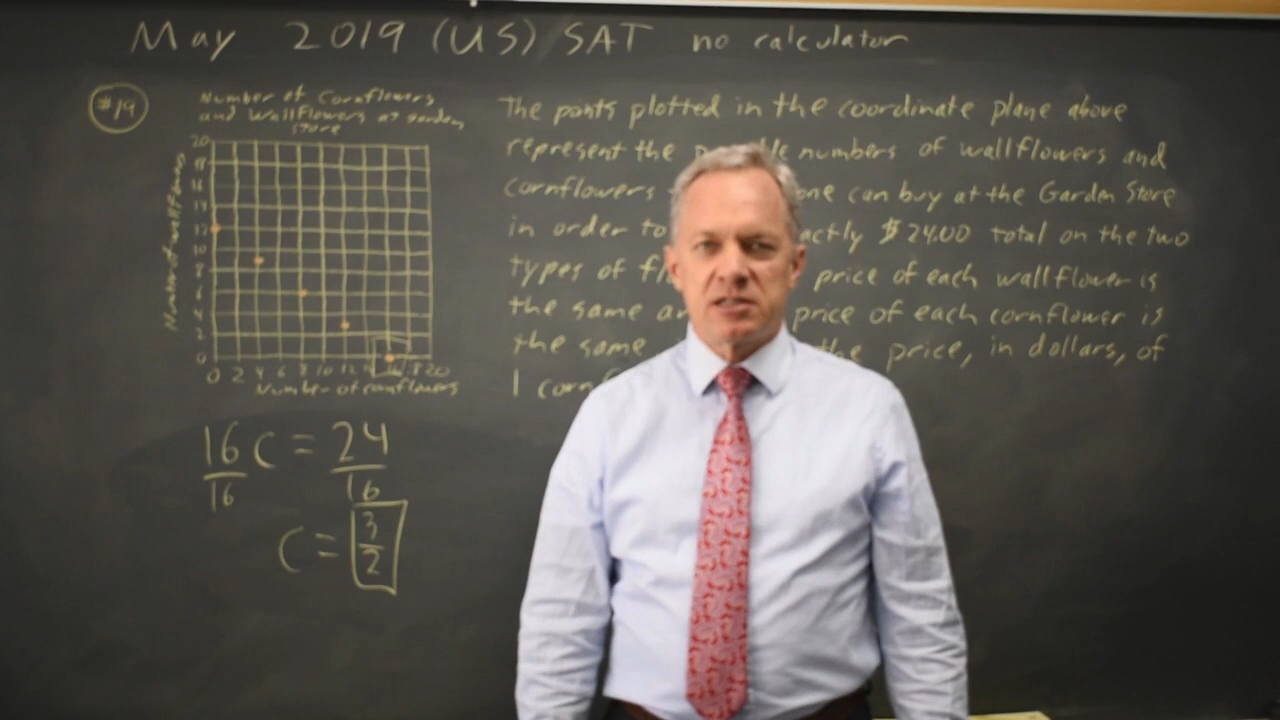 May 2019 (US) SAT no calculator
#19
Number of Cornflowers
and Wallflowers at Garden
Store
20
18
16
14
12
10
8
6
4
2
0
0 2 4 6 8 10 12 16 18 20
Number of wallflowers
Number of cornflowers
The points plotted in the coordinate plane above
represent the numbers of wallflowers and
cornflowers one can buy at the Garden Store
in order to $24.00 total on the two
types of price of each wallflower is
the same price of each cornflower is
the same the price, in dollars, of
1
16C = 24
16 16
C = 3
2